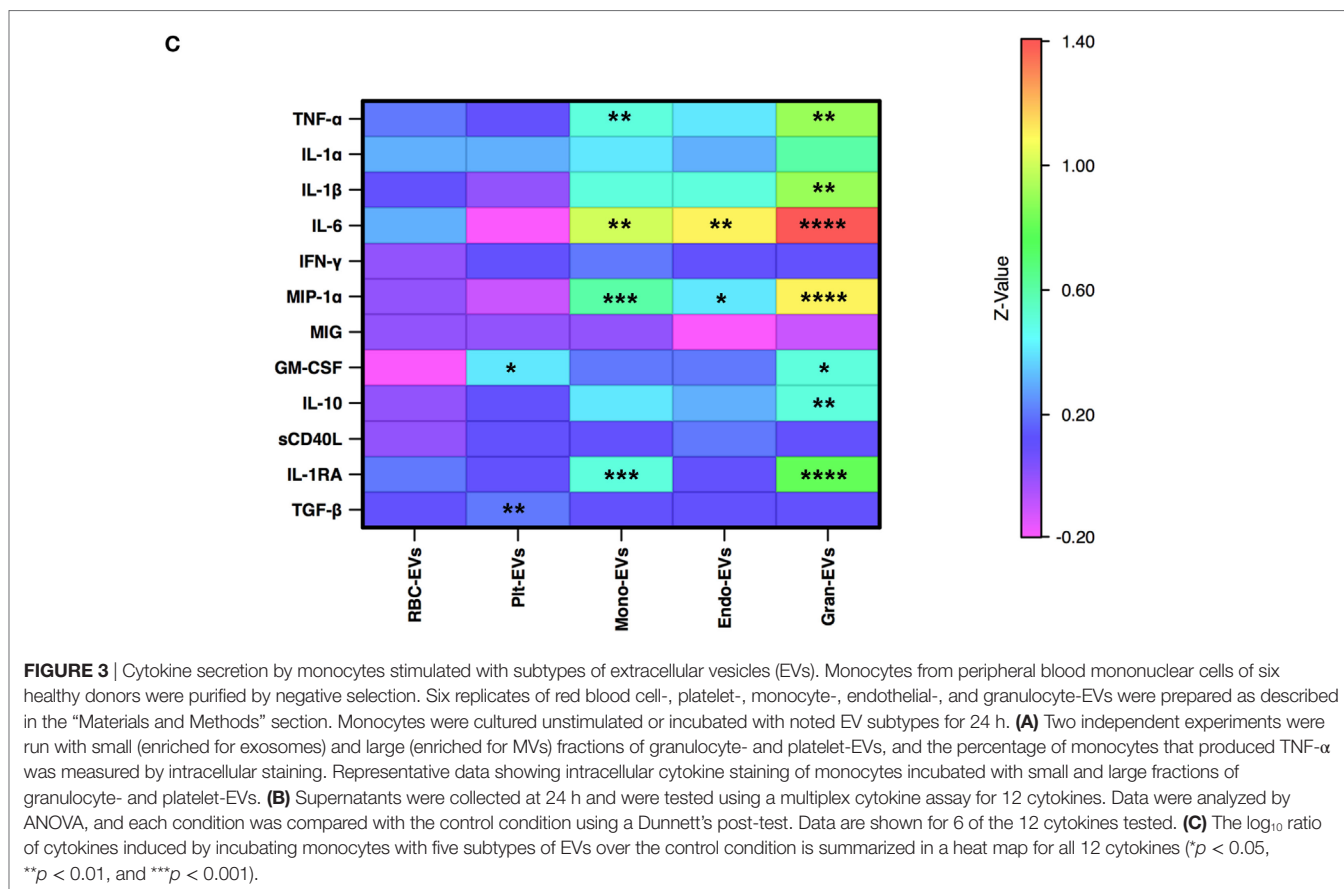 C
1.40
1.00
0.60
0.20
-0.20
Z-Value
TNF-α ** **
IL-1α
IL-1β **
IL-6 ** ** ****
IFN-γ
MIP-1α *** * ****
MIG
GM-CSF * *
IL-10 **
sCD40L
IL-1RA *** ****
TGF-β **
RBC-EVs
Plt-EVs
Mono-EVs
Endo-EVs
Gran-EVs
FIGURE 3 | Cytokine secretion by monocytes stimulated with subtypes of extracellular vesicles (EVs). Monocytes from peripheral blood mononuclear cells of six
healthy donors were purified by negative selection. Six replicates of red blood cell-, platelet-, monocyte-, endothelial-, and granulocyte-EVs were prepared as described
in the “Materials and Methods” section. Monocytes were cultured unstimulated or incubated with noted EV subtypes for 24 h. (A) Two independent experiments were
run with small (enriched for exosomes) and large (enriched for MVs) fractions of granulocyte- and platelet-EVs, and the percentage of monocytes that produced TNF-α
was measured by intracellular staining. Representative data showing intracellular cytokine staining of monocytes incubated with small and large fractions of
granulocyte- and platelet-EVs. (B) Supernatants were collected at 24 h and were tested using a multiplex cytokine assay for 12 cytokines. Data were analyzed by
ANOVA, and each condition was compared with the control condition using a Dunnett’s post-test. Data are shown for 6 of the 12 cytokines tested. (C) The log₁₀ ratio
of cytokines induced by incubating monocytes with five subtypes of EVs over the control condition is summarized in a heat map for all 12 cytokines (*p < 0.05,
**p < 0.01, and ***p < 0.001).